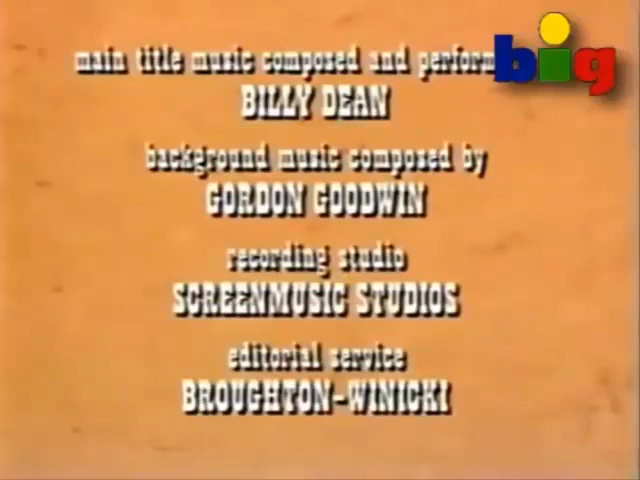 main title music composed and perform
BILLY DEAN
background music composed by
GORDON GOODWIN
recording studio
SCREENMUSIC STUDIOS
editorial service
BROUGHTON-WINICKI
big